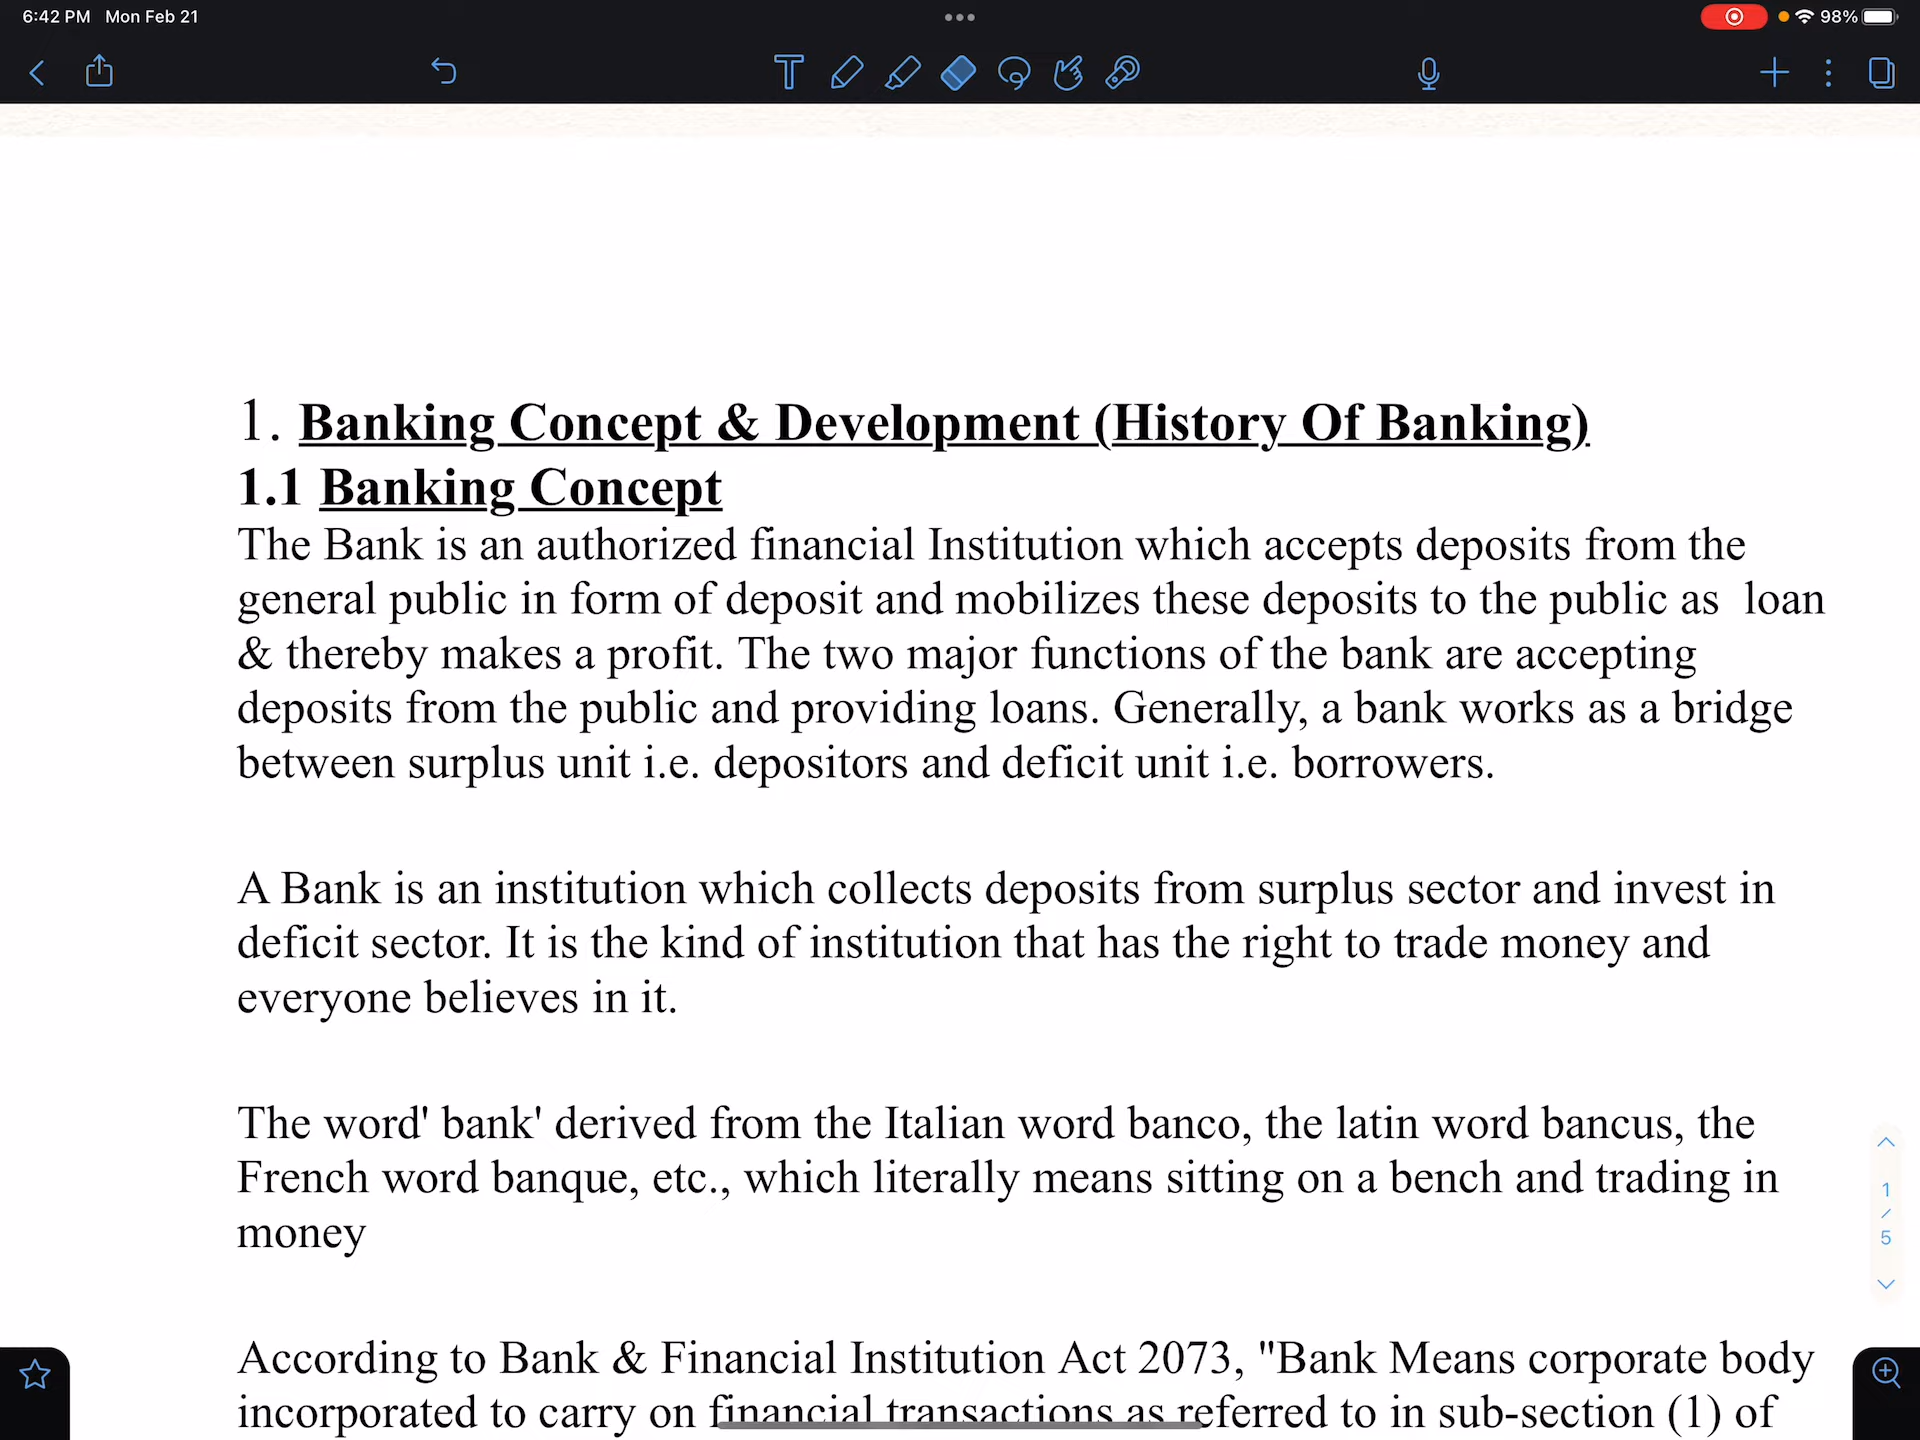 6:42 PM Mon Feb 21
98%
1. Banking Concept & Development (History Of Banking)
1.1 Banking Concept
The Bank is an authorized financial Institution which accepts deposits from the
general public in form of deposit and mobilizes these deposits to the public as loan
& thereby makes a profit. The two major functions of the bank are accepting
deposits from the public and providing loans. Generally, a bank works as a bridge
between surplus unit i.e. depositors and deficit unit i.e. borrowers.
A Bank is an institution which collects deposits from surplus sector and invest in
deficit sector. It is the kind of institution that has the right to trade money and
everyone believes in it.
The word' bank' derived from the Italian word banco, the latin word bancus, the
French word banque, etc., which literally means sitting on a bench and trading in
money
According to Bank & Financial Institution Act 2073, "Bank Means corporate body
incorporated to carry on financial transactions as referred to in sub-section (1) of
1
/
5